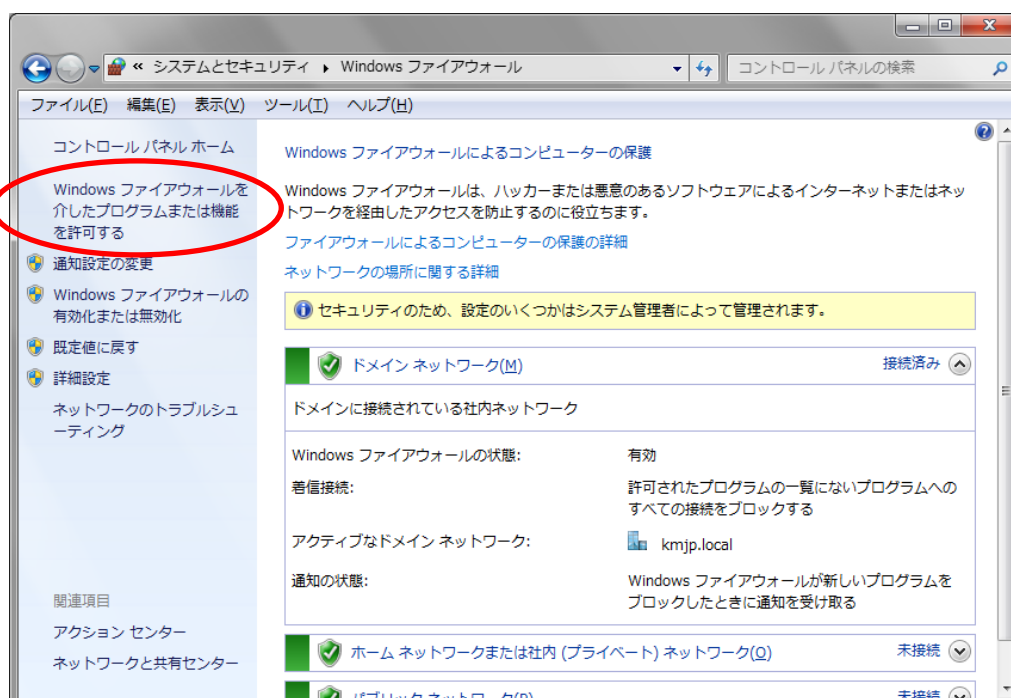 « システムとセキュリティ ▸ Windows ファイアウォール
コントロール パネルの検索
ファイル(F) 編集(E) 表示(V) ツール(T) ヘルプ(H)
コントロール パネル ホーム
Windows ファイアウォールを
介したプログラムまたは機能
を許可する
通知設定の変更
Windows ファイアウォールの
有効化または無効化
既定値に戻す
詳細設定
ネットワークのトラブルシュ
ーティング
関連項目
アクション センター
ネットワークと共有センター
Windows ファイアウォールによるコンピューターの保護
Windows ファイアウォールは、ハッカーまたは悪意のあるソフトウェアによるインターネットまたはネッ
トワークを経由したアクセスを防止するのに役立ちます。
ファイアウォールによるコンピューターの保護の詳細
ネットワークの場所に関する詳細
セキュリティのため、設定のいくつかはシステム管理者によって管理されます。
ドメイン ネットワーク(M) 接続済み
ドメインに接続されている社内ネットワーク
Windows ファイアウォールの状態: 有効
着信接続: 許可されたプログラムの一覧にないプログラムへの
すべての接続をブロックする
アクティブなドメイン ネットワーク: kmjp.local
通知の状態: Windows ファイアウォールが新しいプログラムを
ブロックしたときに通知を受け取る
ホーム ネットワークまたは社内 (プライベート) ネットワーク(O) 未接続
パブリック ネットワーク(P) 未接続